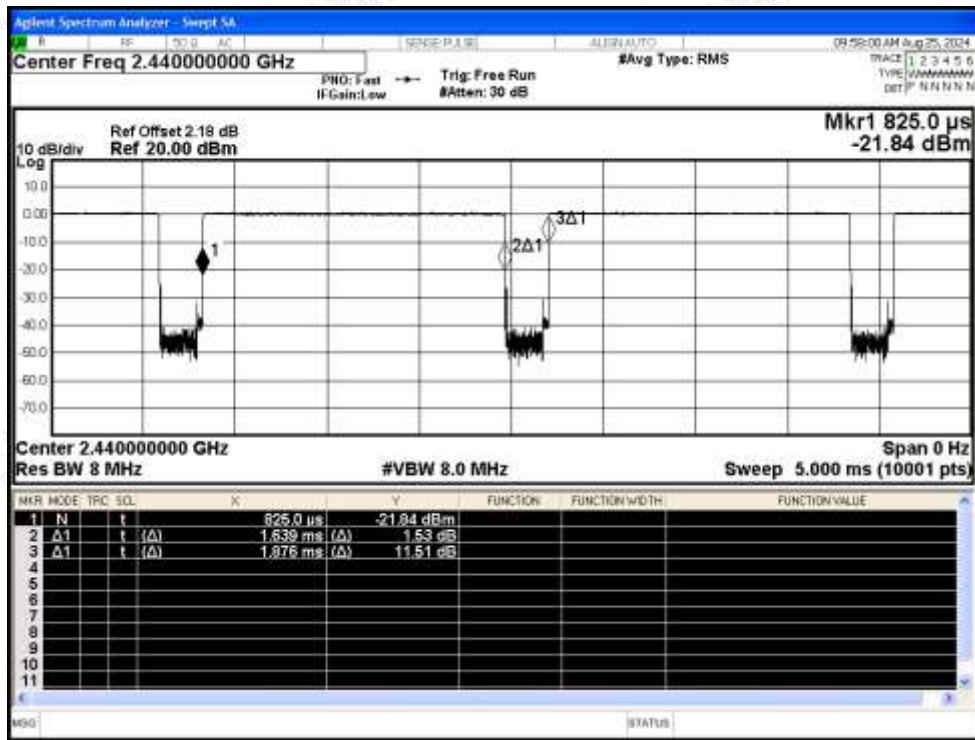 Agilent Spectrum Analyzer - Swept SA
R RF 50 Ω AC SENSE:PULSE ALIGNAUTO 09:58:00 AM Aug 25, 2024
Center Freq 2.440000000 GHz #Avg Type: RMS TRACE 1 2 3 4 5 6
PNO: Fast Trig: Free Run TYPE WWWWWW
IFGain:Low #Atten: 30 dB DET P N N N N N
Mkr1 825.0 µs
Ref Offset 2.18 dB
10 dB/div Ref 20.00 dBm -21.84 dBm
Log
10.0
0.00
-10.0
-20.0
-30.0
-40.0
-50.0
-60.0
-70.0
1
2Δ1
3Δ1
Center 2.440000000 GHz Span 0 Hz
Res BW 8 MHz #VBW 8.0 MHz Sweep 5.000 ms (10001 pts)
MKR MODE TRC SCL X Y FUNCTION FUNCTION WIDTH FUNCTION VALUE
1 N t 825.0 µs -21.84 dBm
2 Δ1 t (Δ) 1.639 ms (Δ) 1.53 dB
3 Δ1 t (Δ) 1.876 ms (Δ) 11.51 dB
4
5
6
7
8
9
10
11
MSG STATUS